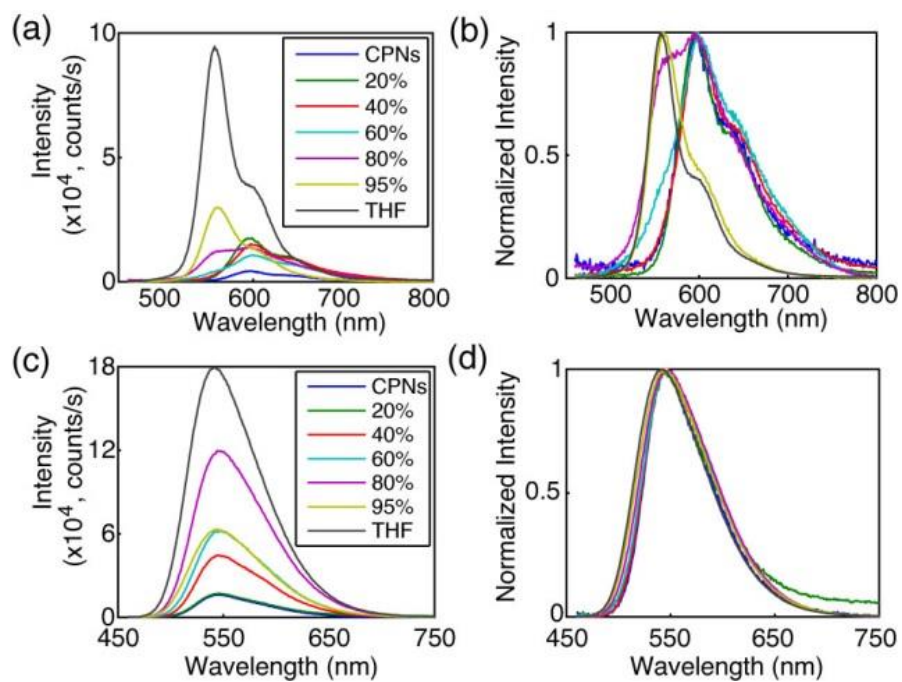 (a)
10
5
0
500 600 700 800
Intensity
(x10⁴, counts/s)
Wavelength (nm)
CPNs
20%
40%
60%
80%
95%
THF
(b)
1
0.5
0
500 600 700 800
Normalized Intensity
Wavelength (nm)
(c)
18
12
6
0
450 550 650 750
Intensity
(x10⁴, counts/s)
Wavelength (nm)
CPNs
20%
40%
60%
80%
95%
THF
(d)
1
0.5
0
450 550 650 750
Normalized Intensity
Wavelength (nm)